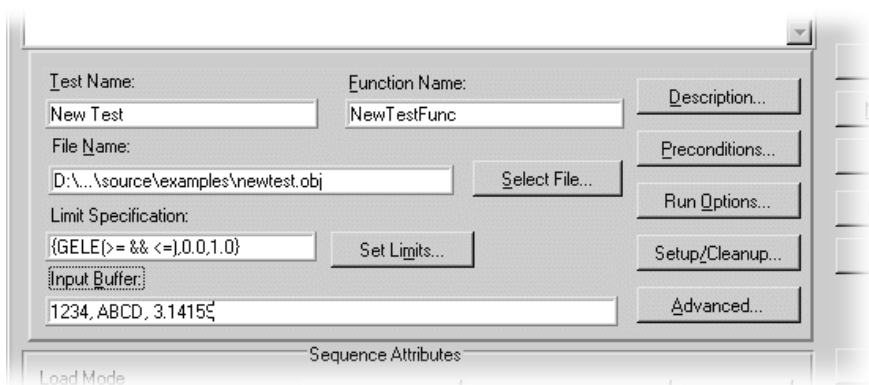 Test Name:
Function Name:
New Test
NewTestFunc
Description...
File Name:
Preconditions...
D:\...\source\examples\newtest.obj
Select File...
Limit Specification:
Run Options...
{GELE(>= && <=),0.0,1.0}
Set Limits...
Setup/Cleanup...
Input Buffer:
1234, ABCD, 3.14159
Advanced...
Sequence Attributes
Load Mode